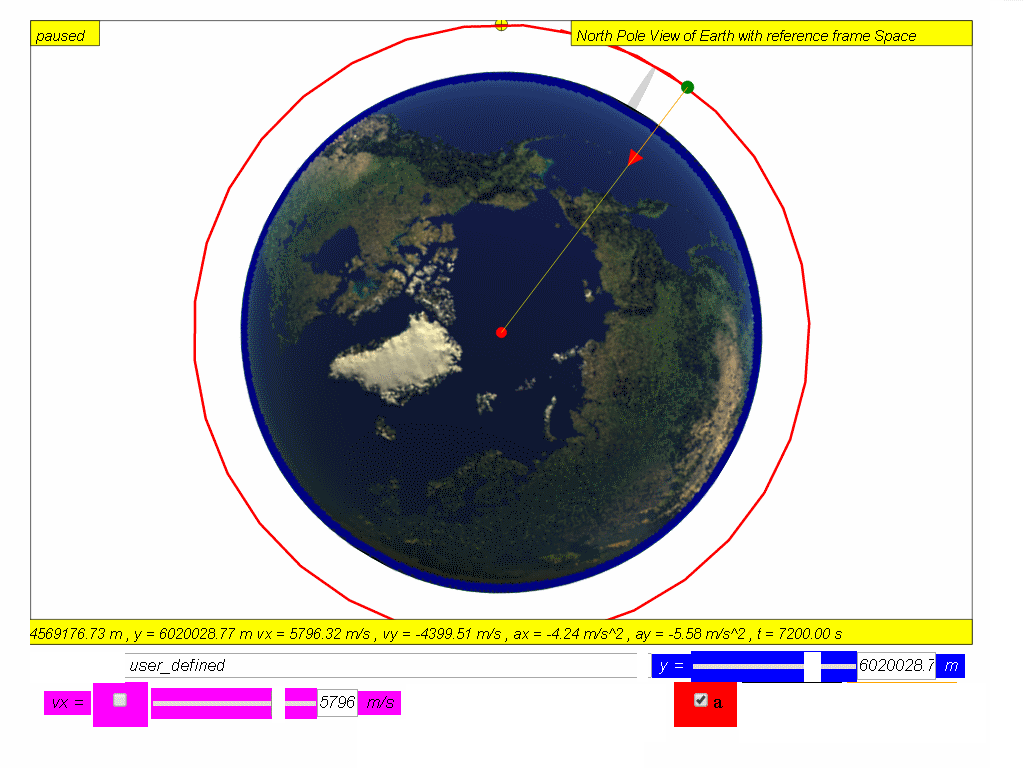 paused
North Pole View of Earth with reference frame Space
4569176.73 m , y = 6020028.77 m vx = 5796.32 m/s , vy = -4399.51 m/s , ax = -4.24 m/s^2 , ay = -5.58 m/s^2 , t = 7200.00 s
user_defined
y = 6020028.7 m
vx = 5796 m/s
a